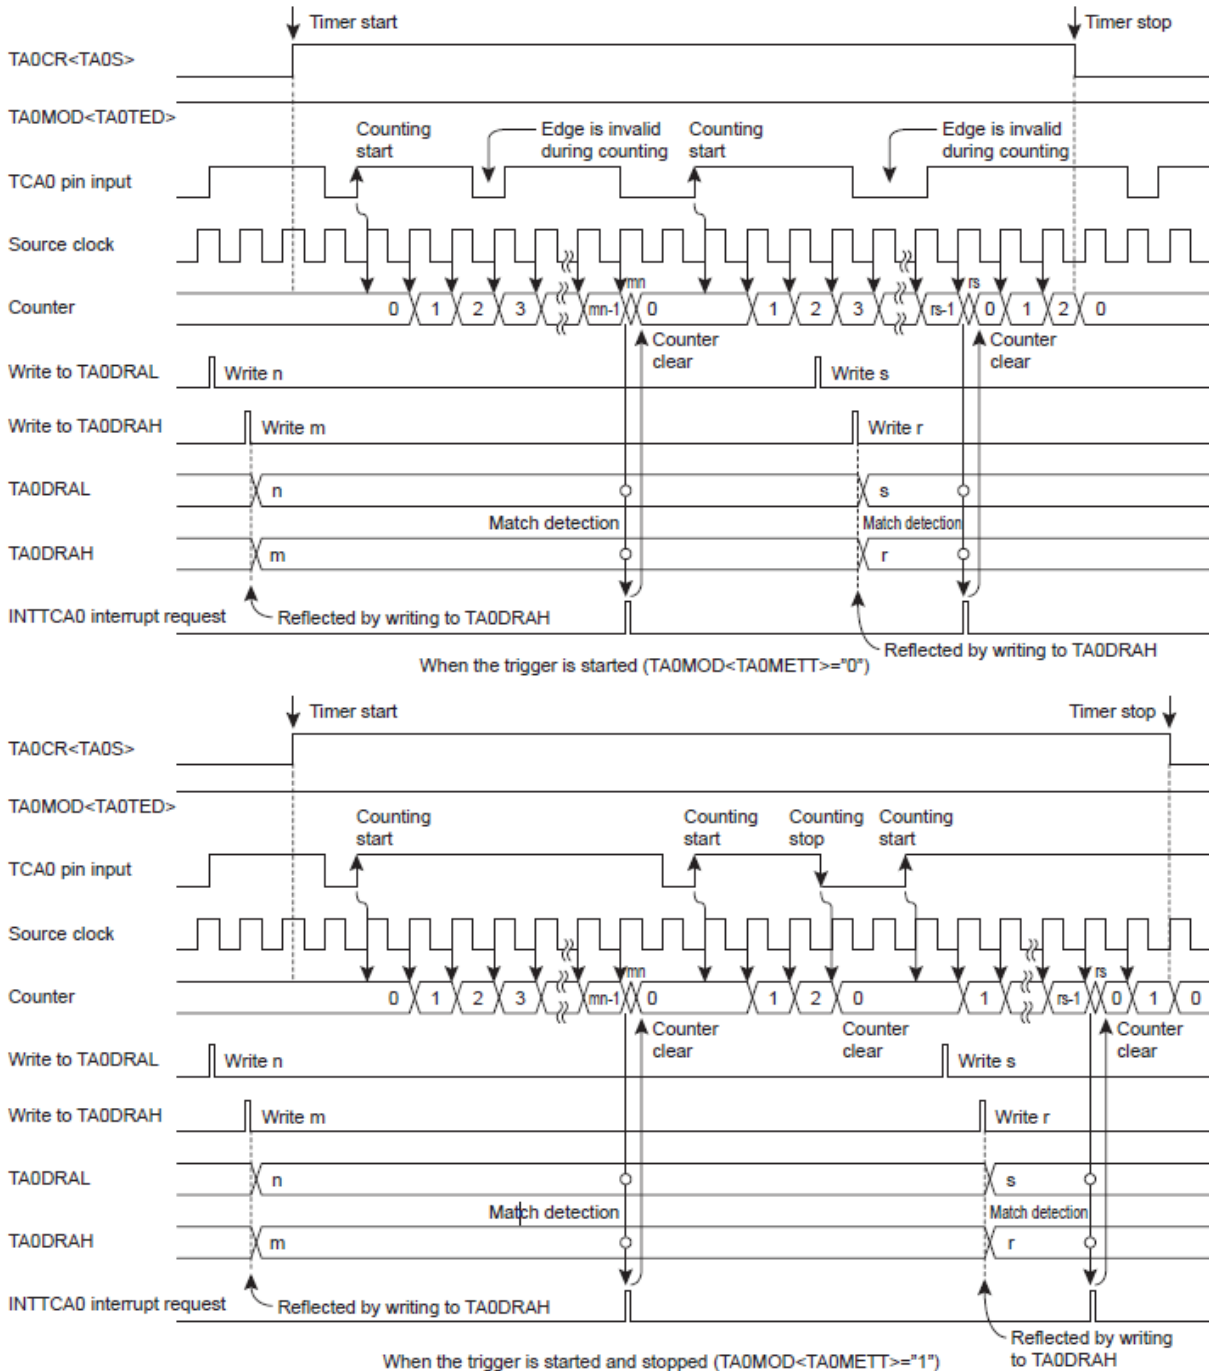 Timer start
Timer stop
TA0CR<TA0S>
TA0MOD<TA0TED>
Counting start
Edge is invalid during counting
Counting start
Edge is invalid during counting
TCA0 pin input
Source clock
mn
rs
Counter
0 1 2 3 mn-1 0 1 2 3 rs-1 0 1 2 0
Counter clear
Counter clear
Write to TA0DRAL
Write n
Write s
Write to TA0DRAH
Write m
Write r
TA0DRAL
n
s
Match detection
Match detection
TA0DRAH
m
r
INTTCA0 interrupt request
Reflected by writing to TA0DRAH
Reflected by writing to TA0DRAH
When the trigger is started (TA0MOD<TA0METT>="0")
Timer start
Timer stop
TA0CR<TA0S>
TA0MOD<TA0TED>
Counting start
Counting start
Counting stop
Counting start
TCA0 pin input
Source clock
mn
rs
Counter
0 1 2 3 mn-1 0 1 2 0 1 rs-1 0 1 0
Counter clear
Counter clear
Counter clear
Write to TA0DRAL
Write n
Write s
Write to TA0DRAH
Write m
Write r
TA0DRAL
n
s
Match detection
Match detection
TA0DRAH
m
r
INTTCA0 interrupt request
Reflected by writing to TA0DRAH
Reflected by writing to TA0DRAH
When the trigger is started and stopped (TA0MOD<TA0METT>="1")